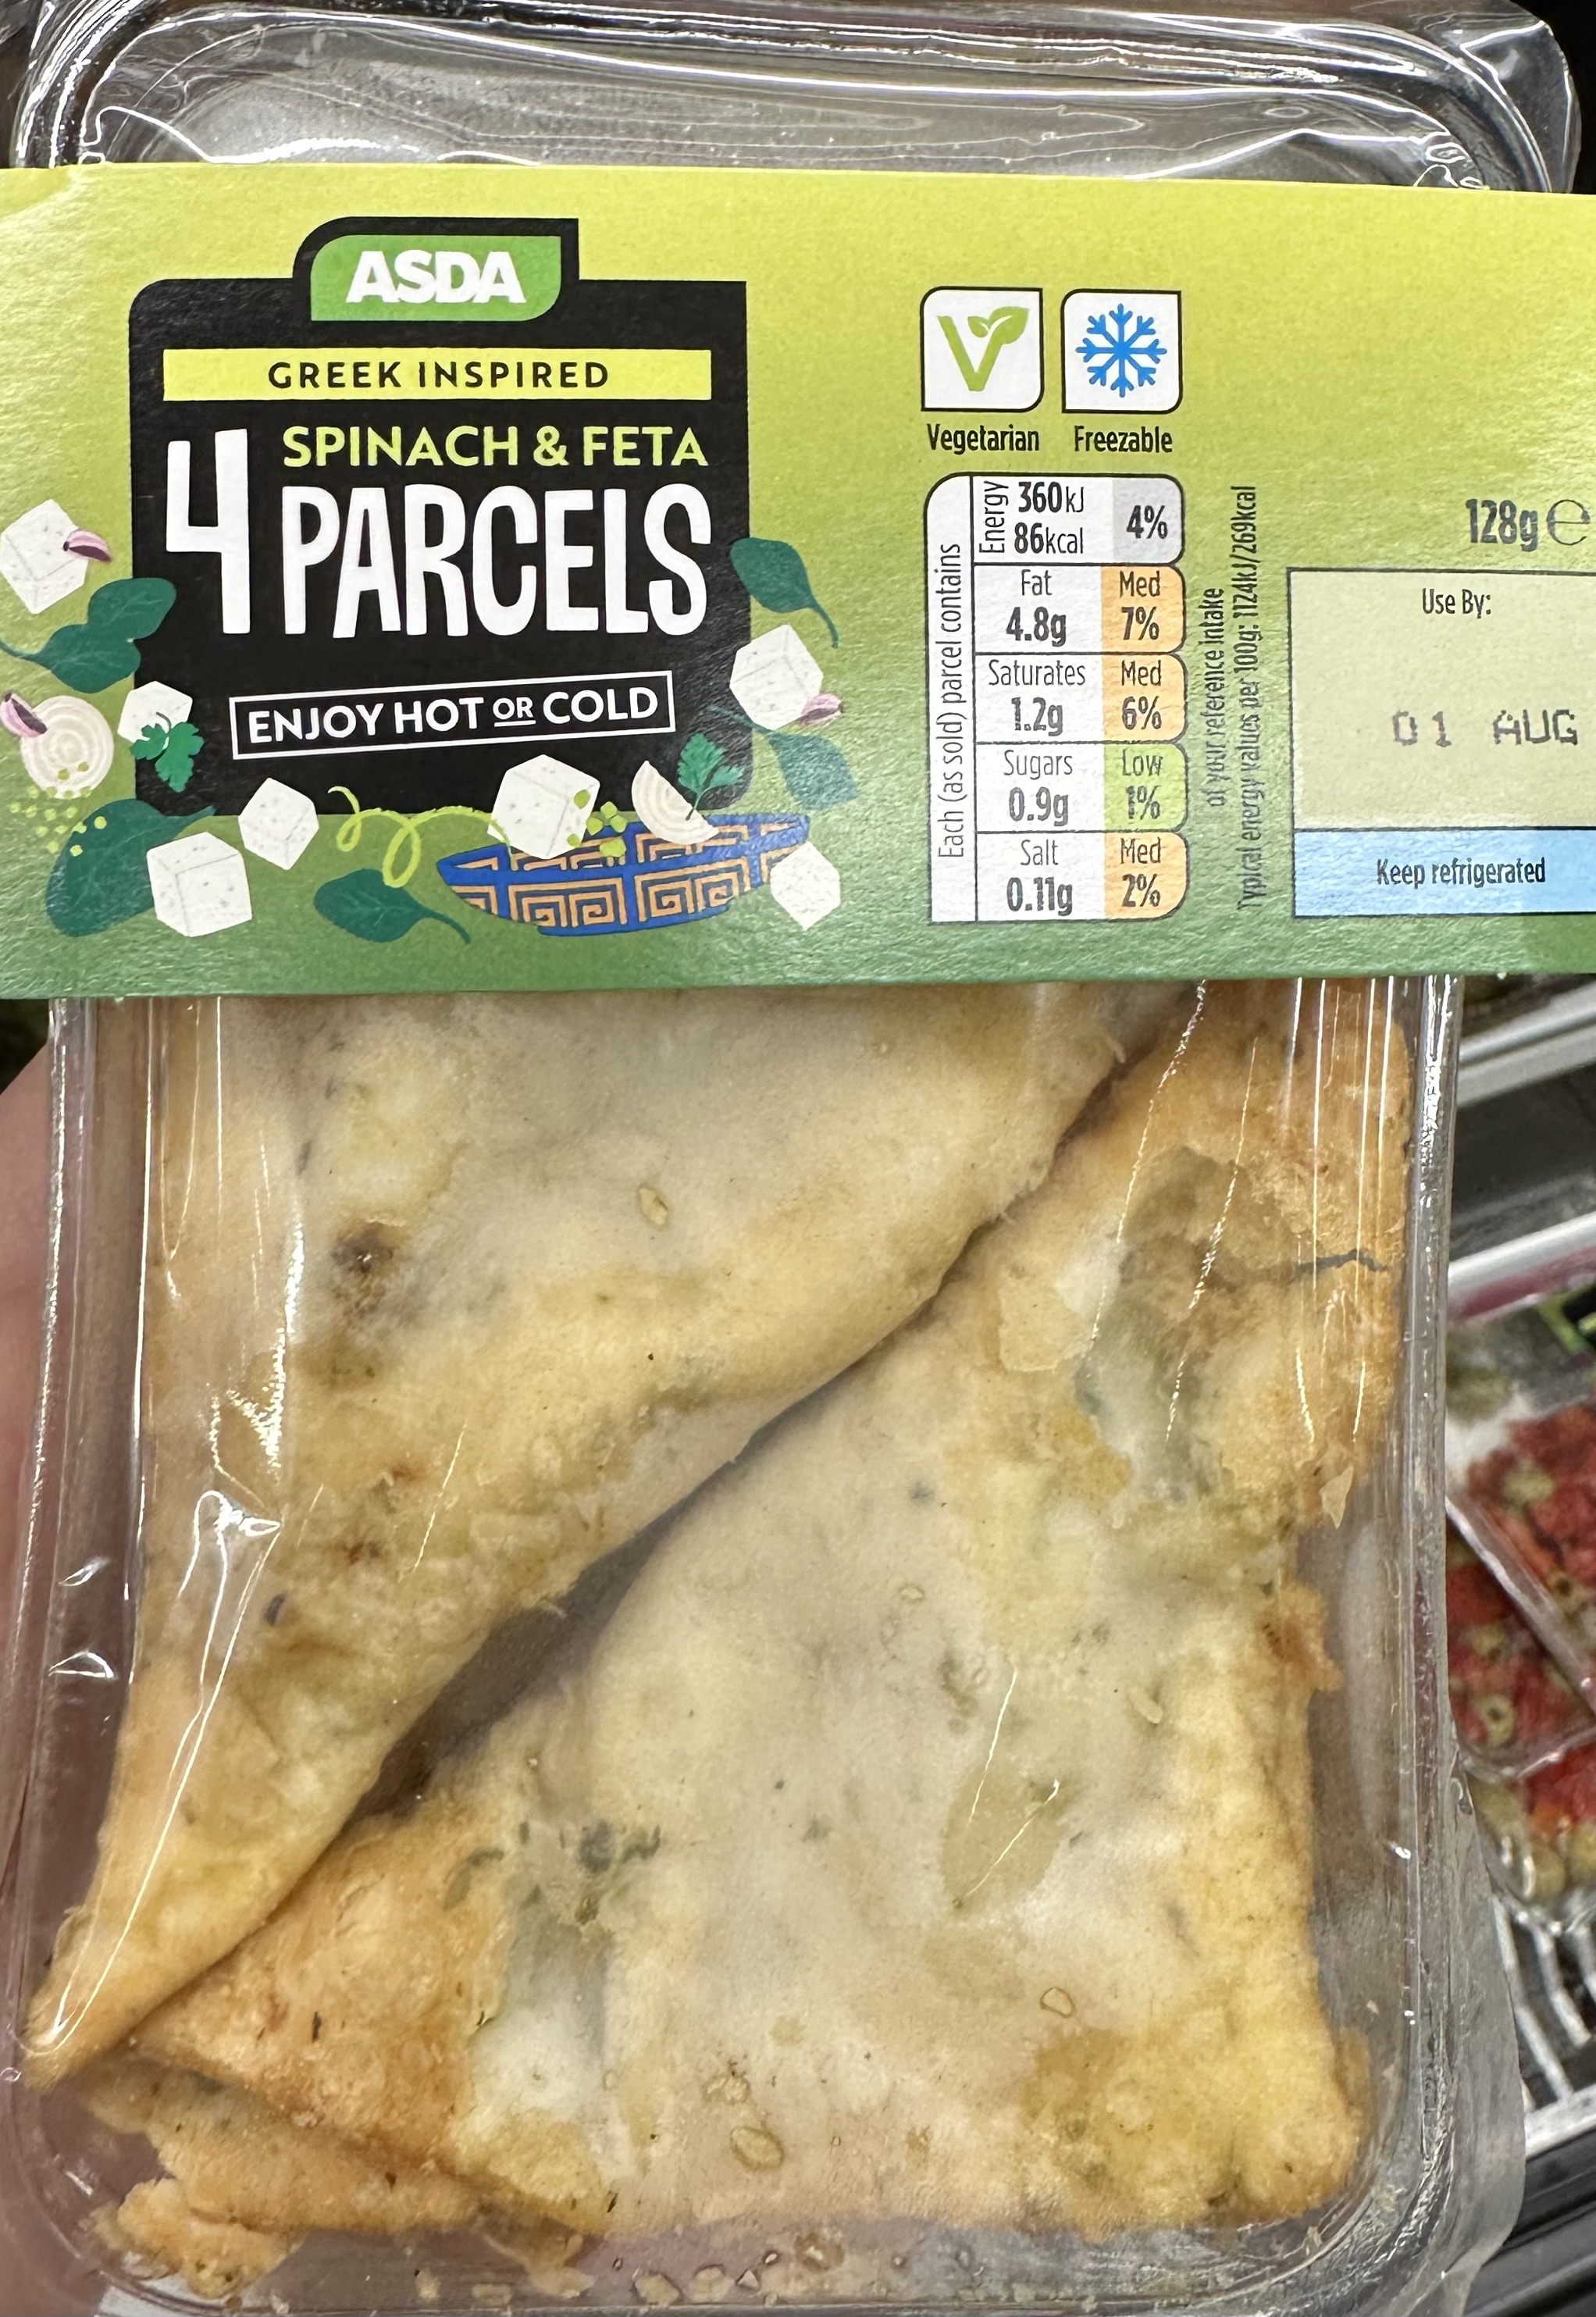 ASDA
GREEK INSPIRED
4 SPINACH & FETA
PARCELS
ENJOY HOT OR COLD
Vegetarian
Freezable
Each (as sold) parcel contains
Energy 360kJ 86kcal 4%
Fat 4.8g Med 7%
Saturates 1.2g Med 6%
Sugars 0.9g Low 1%
Salt 0.11g Med 2%
of your reference intake
Typical energy values per 100g: 1124kJ/269kcal
128g ℮
Use By:
01 AUG
Keep refrigerated